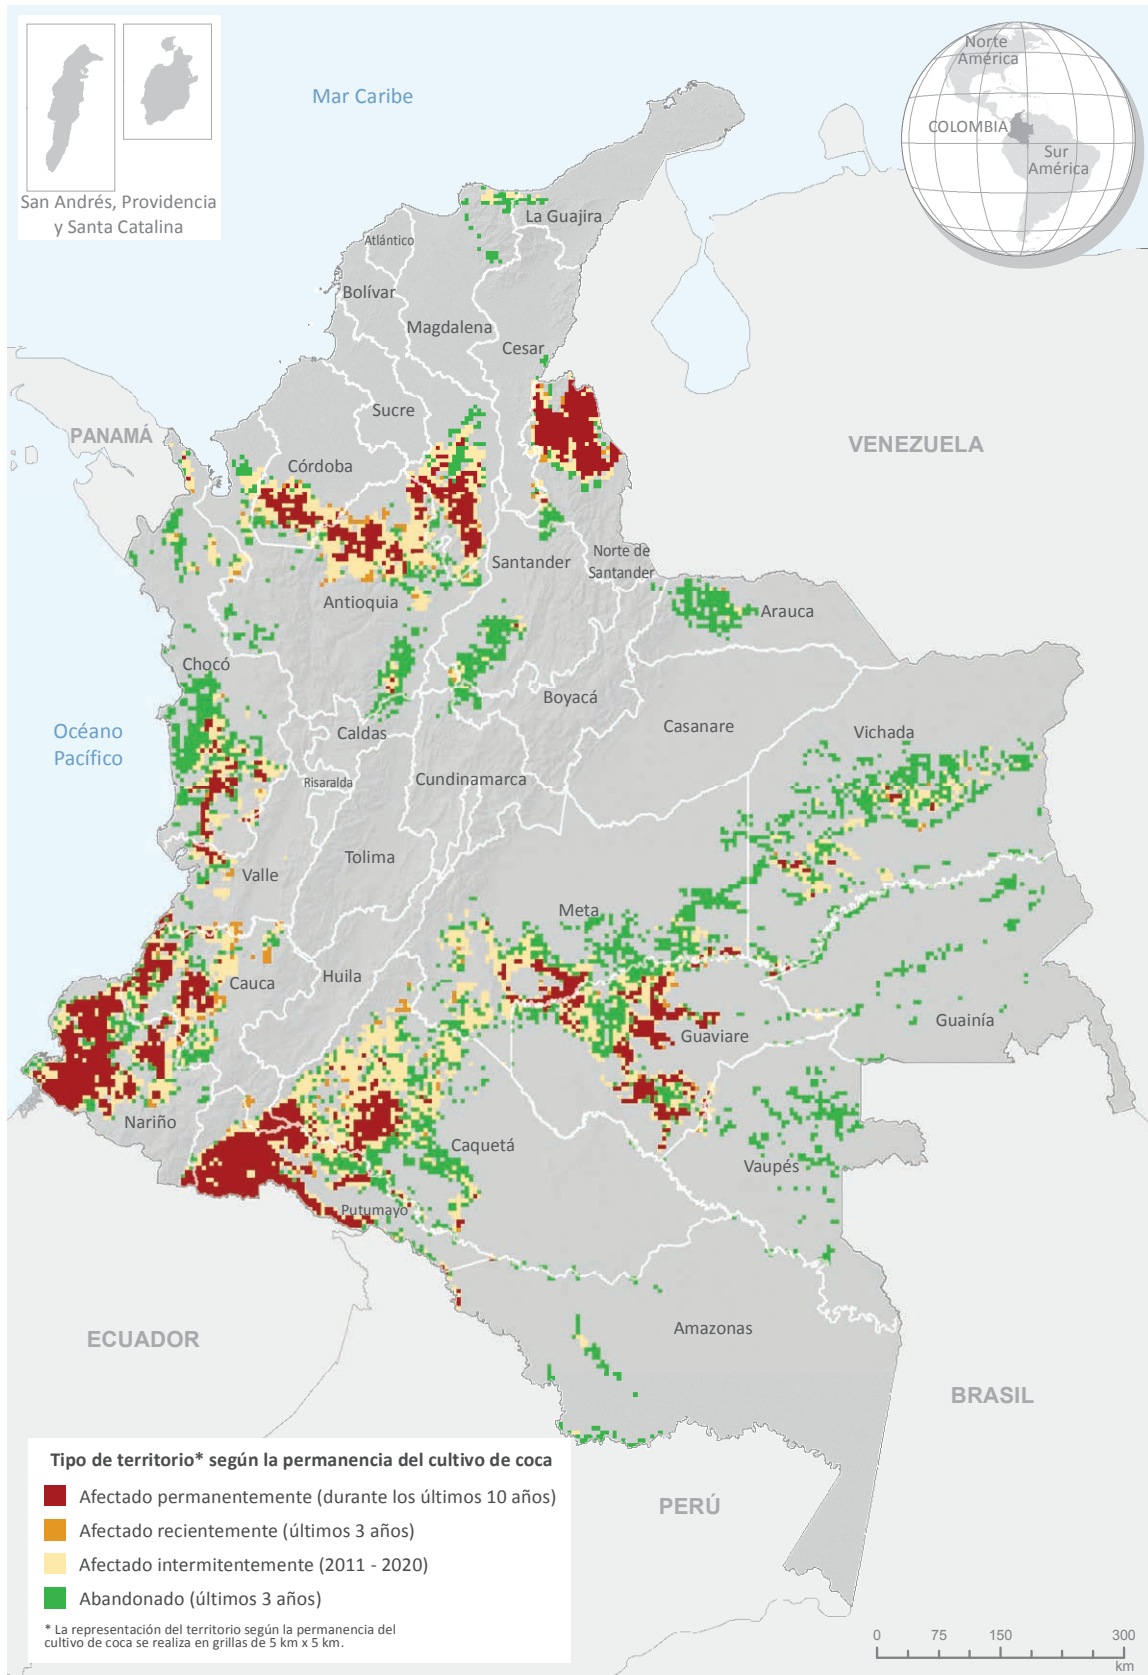 Norte
América
Mar Caribe
COLOMBIA
Sur
América
San Andrés, Providencia
y Santa Catalina
La Guajira
Atlántico
Bolívar
Magdalena
Cesar
Sucre
PANAMÁ
VENEZUELA
Córdoba
Norte de
Santander
Santander
Antioquia
Arauca
Chocó
Boyacá
Casanare
Océano
Pacífico
Caldas
Vichada
Risaralda
Cundinamarca
Tolima
Valle
Meta
Huila
Cauca
Guainía
Guaviare
Nariño
Caquetá
Vaupés
Putumayo
Amazonas
ECUADOR
BRASIL
PERÚ
Tipo de territorio* según la permanencia del cultivo de coca
Afectado permanentemente (durante los últimos 10 años)
Afectado recientemente (últimos 3 años)
Afectado intermitentemente (2011 - 2020)
Abandonado (últimos 3 años)
* La representación del territorio según la permanencia del
cultivo de coca se realiza en grillas de 5 km x 5 km.
0 75 150 300
km